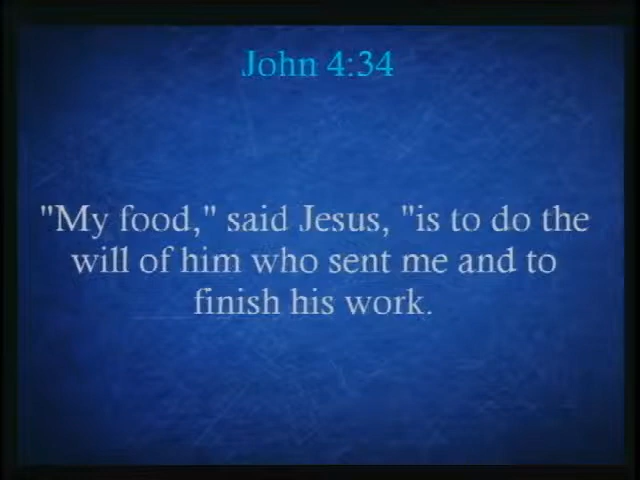 John 4:34
"My food," said Jesus, "is to do the
will of him who sent me and to
finish his work.